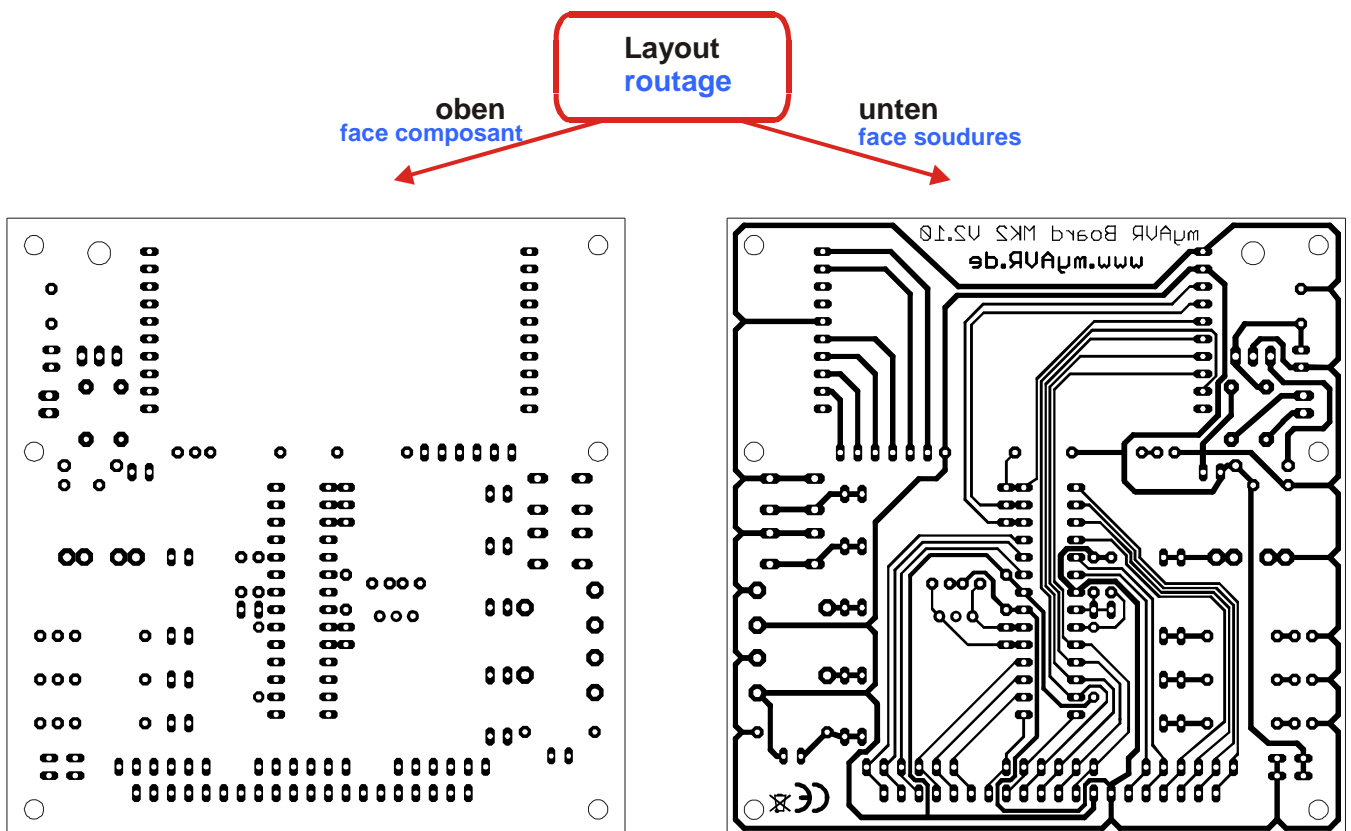 Layout
routage
oben
face composant
unten
face soudures
myAVR Board MK2 V2.10
www.myAVR.de
CE